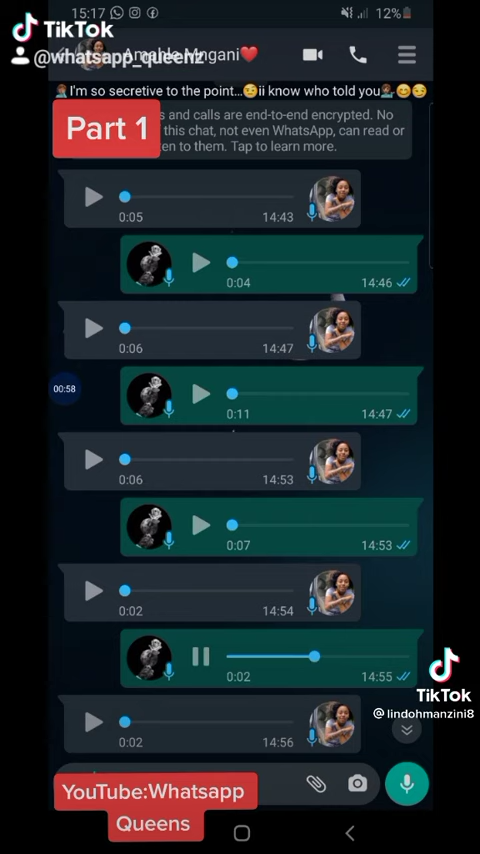 15:17
12%
TikTok
@whatsapp_queenz
Mngani❤️
I'm so secretive to the point...😏ii know who told you
Part 1
s and calls are end-to-end encrypted. No
this chat, not even WhatsApp, can read or
ten to them. Tap to learn more.
0:05 14:43
0:04 14:46
0:06 14:47
00:58
0:11 14:47
0:06 14:53
0:07 14:53
0:02 14:54
0:02 14:55
TikTok
@lindohmanzini8
0:02 14:56
YouTube:Whatsapp
Queens